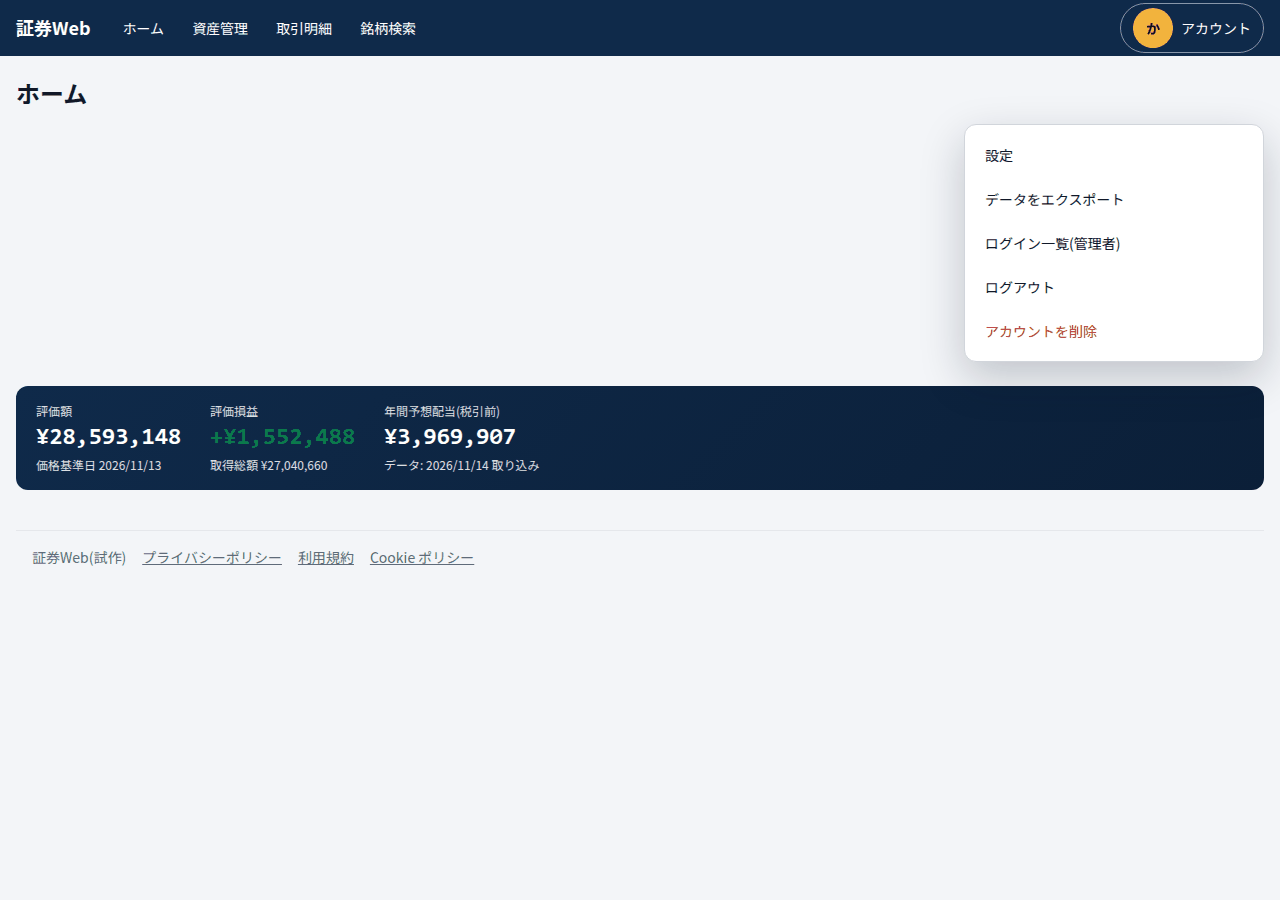 証券Web ホーム 資産管理 取引明細 銘柄検索 か アカウント
ホーム
設定
データをエクスポート
ログイン一覧(管理者)
ログアウト
アカウントを削除
評価額 評価損益 年間予想配当(税引前)
¥28,593,148 +¥1,552,488 ¥3,969,907
価格基準日 2026/11/13 取得総額 ¥27,040,660 データ: 2026/11/14 取り込み
証券Web(試作) プライバシーポリシー 利用規約 Cookie ポリシー